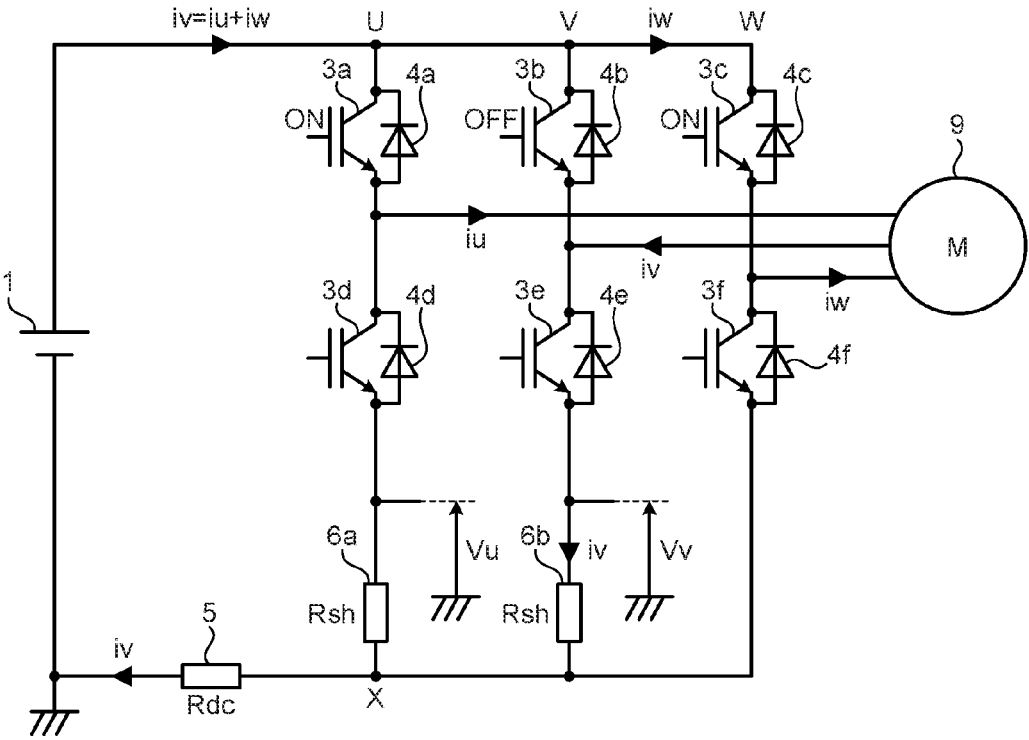 iv=iu+iw
U
V
iw
W
3a
4a
3b
4b
3c
4c
ON
OFF
ON
9
iu
iv
M
iw
1
3d
4d
3e
4e
3f
4f
6a
Vu
6b
iv
Vv
Rsh
Rsh
5
iv
Rdc
X